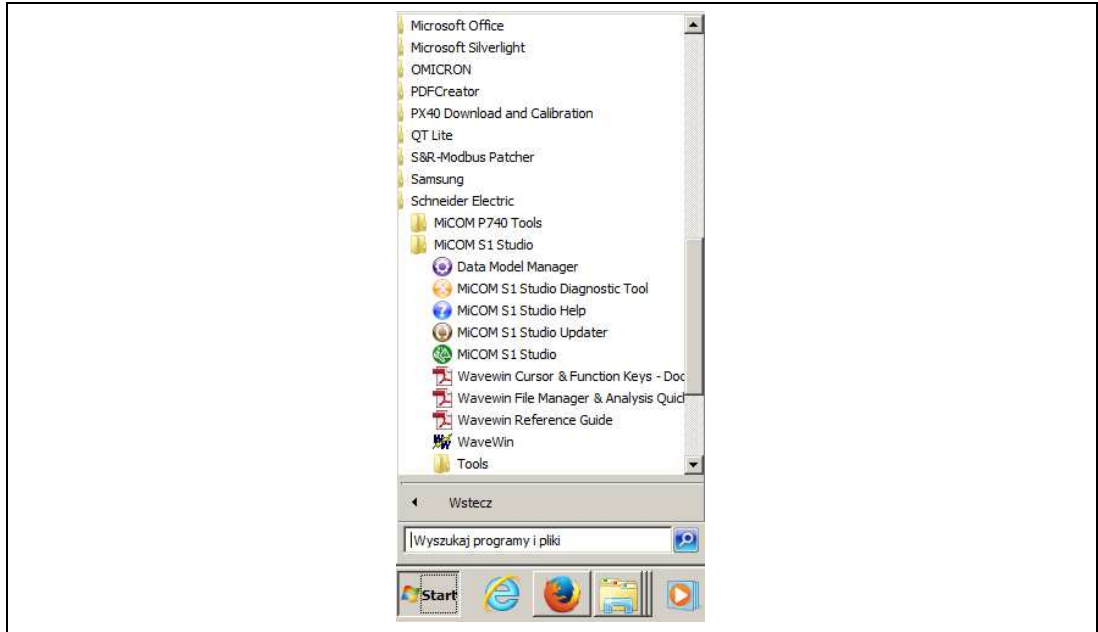 Microsoft Office
Microsoft Silverlight
OMICRON
PDFCreator
PX40 Download and Calibration
QT Lite
S&R-Modbus Patcher
Samsung
Schneider Electric
MiCOM P740 Tools
MiCOM S1 Studio
Data Model Manager
MiCOM S1 Studio Diagnostic Tool
MiCOM S1 Studio Help
MiCOM S1 Studio Updater
MiCOM S1 Studio
Wavewin Cursor & Function Keys - Doc
Wavewin File Manager & Analysis Quick
Wavewin Reference Guide
WaveWin
Tools
Wstecz
Wyszukaj programy i pliki
Start